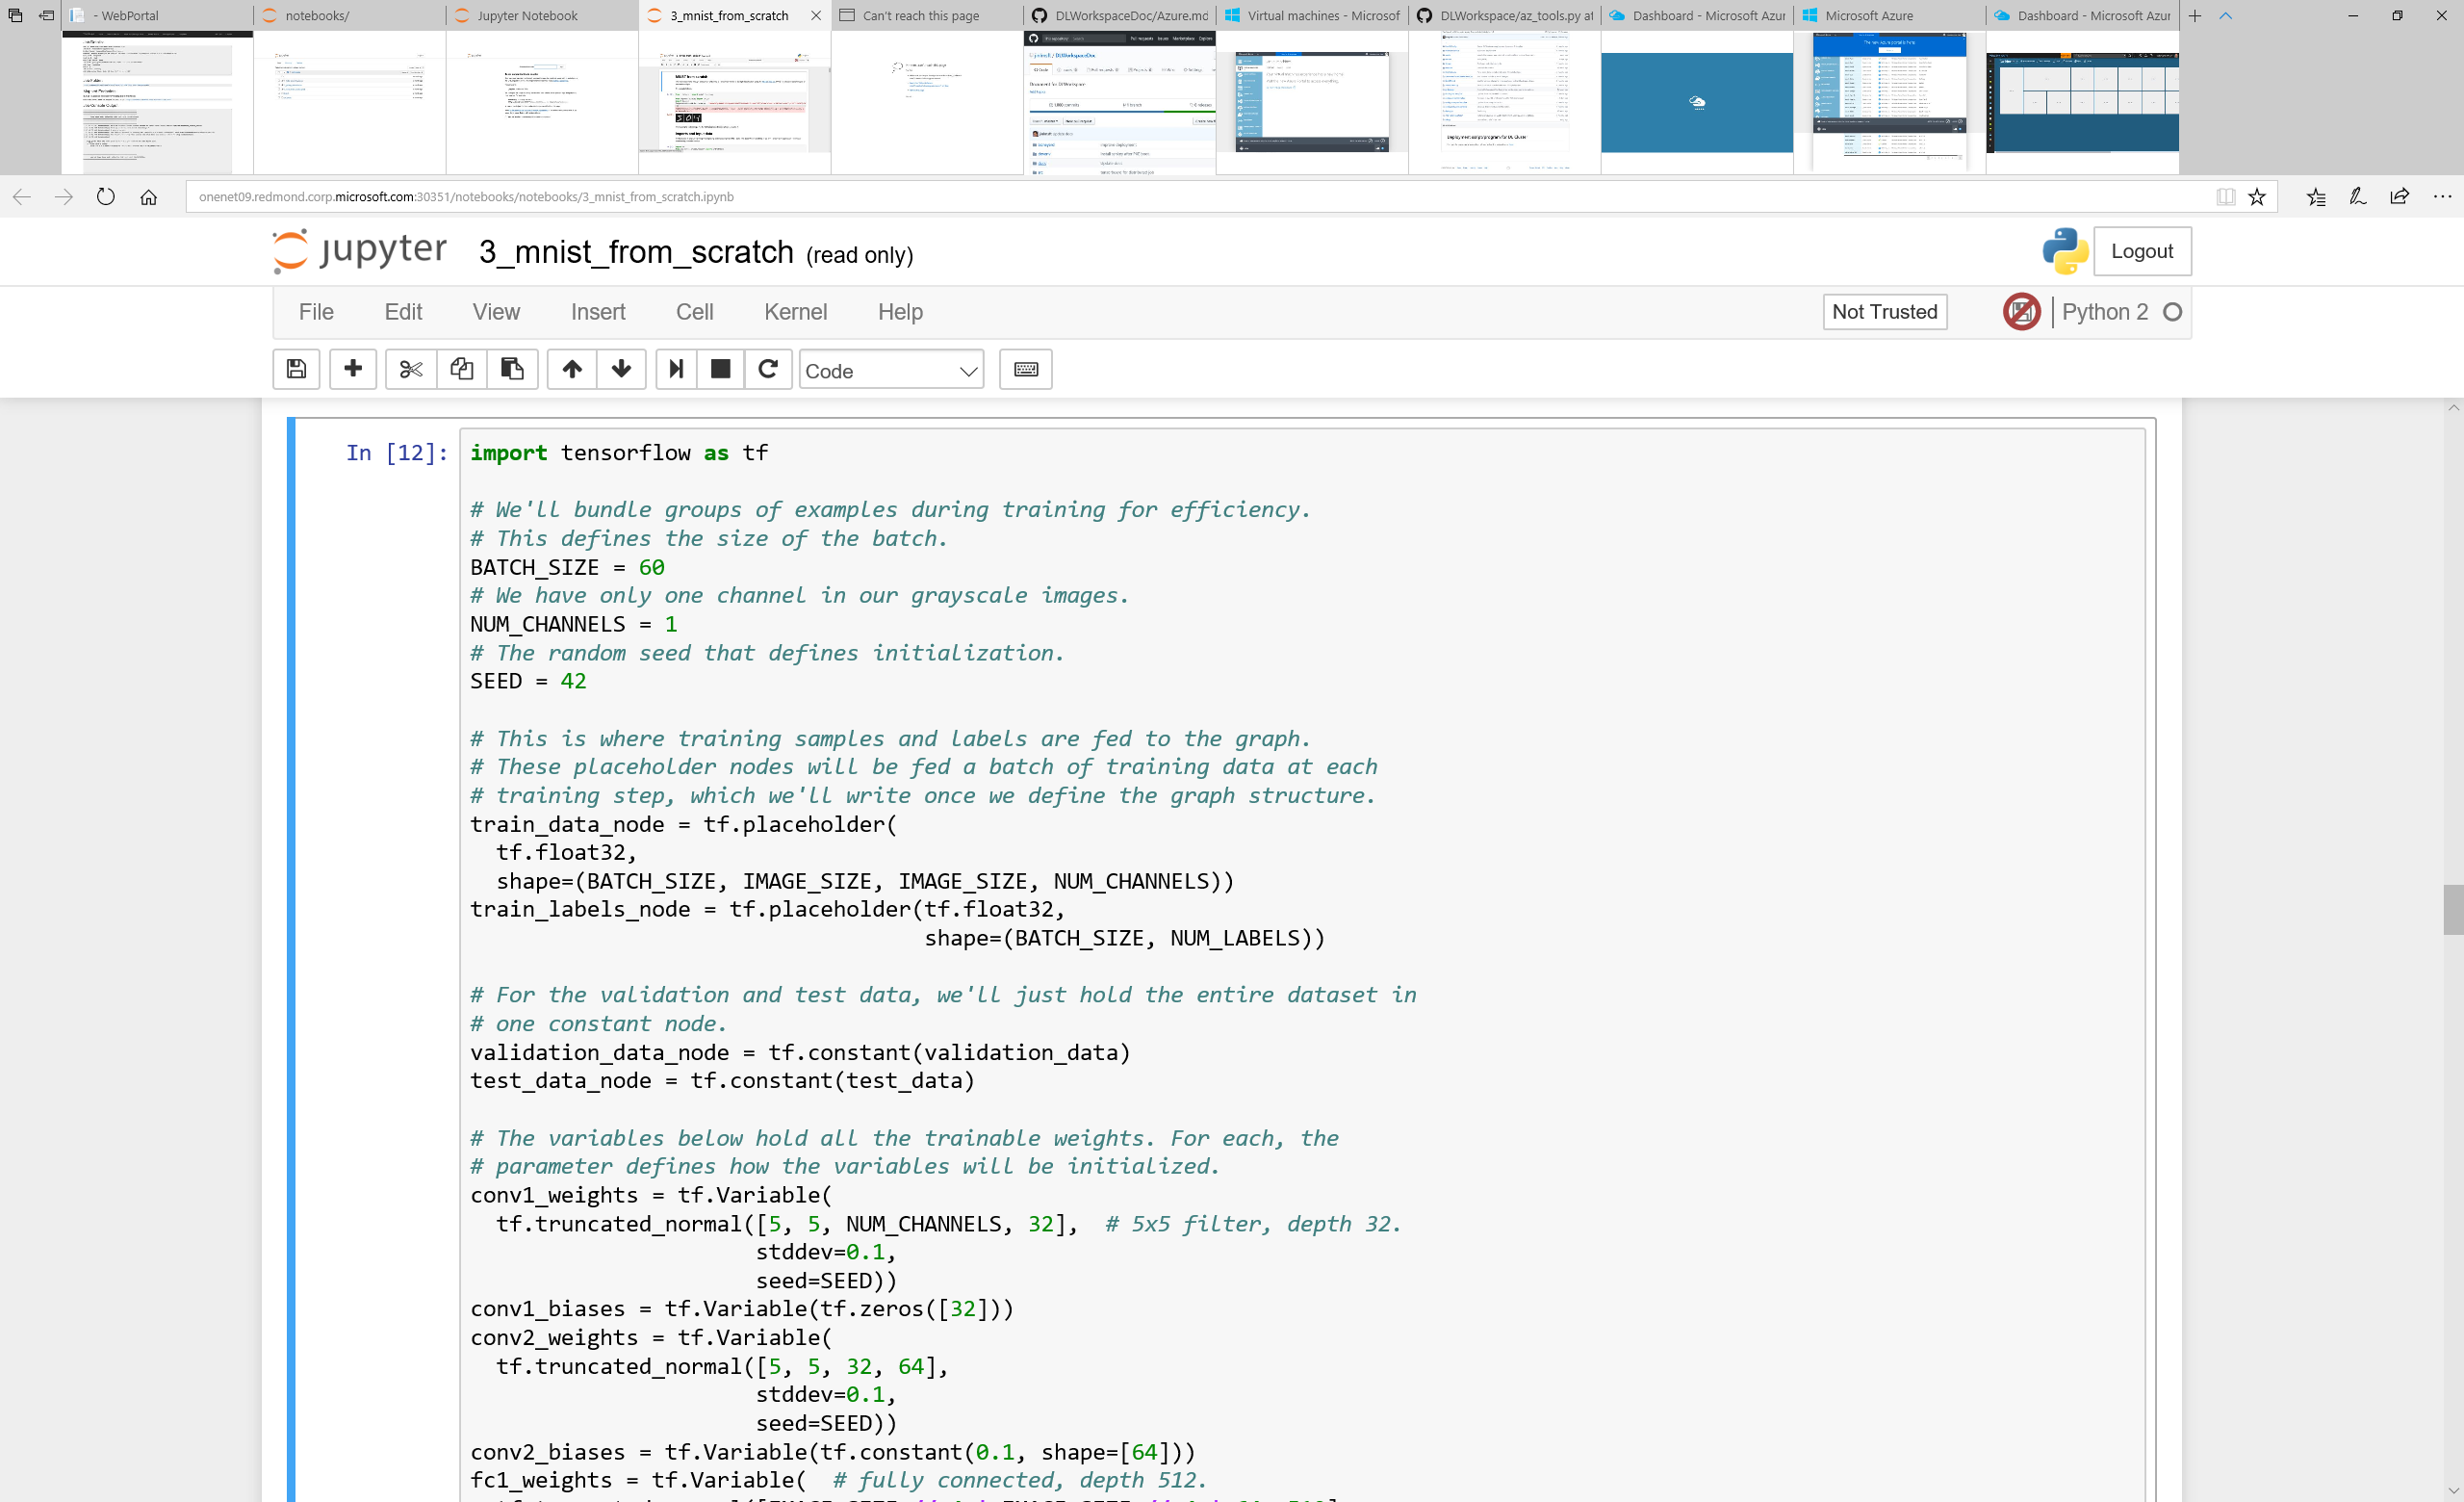 - WebPortal
notebooks/
Jupyter Notebook
3_mnist_from_scratch
Can't reach this page
DLWorkspaceDoc/Azure.md
Virtual machines - Microsof
DLWorkspace/az_tools.py at
Dashboard - Microsoft Azur
Microsoft Azure
Dashboard - Microsoft Azur
onenet09.redmond.corp.microsoft.com:30351/notebooks/notebooks/3_mnist_from_scratch.ipynb
jupyter 3_mnist_from_scratch (read only)
Logout
File Edit View Insert Cell Kernel Help
Not Trusted
Python 2
Code
In [12]:
import tensorflow as tf
# We'll bundle groups of examples during training for efficiency.
# This defines the size of the batch.
BATCH_SIZE = 60
# We have only one channel in our grayscale images.
NUM_CHANNELS = 1
# The random seed that defines initialization.
SEED = 42
# This is where training samples and labels are fed to the graph.
# These placeholder nodes will be fed a batch of training data at each
# training step, which we'll write once we define the graph structure.
train_data_node = tf.placeholder(
  tf.float32,
  shape=(BATCH_SIZE, IMAGE_SIZE, IMAGE_SIZE, NUM_CHANNELS))
train_labels_node = tf.placeholder(tf.float32,
                                   shape=(BATCH_SIZE, NUM_LABELS))
# For the validation and test data, we'll just hold the entire dataset in
# one constant node.
validation_data_node = tf.constant(validation_data)
test_data_node = tf.constant(test_data)
# The variables below hold all the trainable weights. For each, the
# parameter defines how the variables will be initialized.
conv1_weights = tf.Variable(
  tf.truncated_normal([5, 5, NUM_CHANNELS, 32],  # 5x5 filter, depth 32.
                      stddev=0.1,
                      seed=SEED))
conv1_biases = tf.Variable(tf.zeros([32]))
conv2_weights = tf.Variable(
  tf.truncated_normal([5, 5, 32, 64],
                      stddev=0.1,
                      seed=SEED))
conv2_biases = tf.Variable(tf.constant(0.1, shape=[64]))
fc1_weights = tf.Variable(  # fully connected, depth 512.